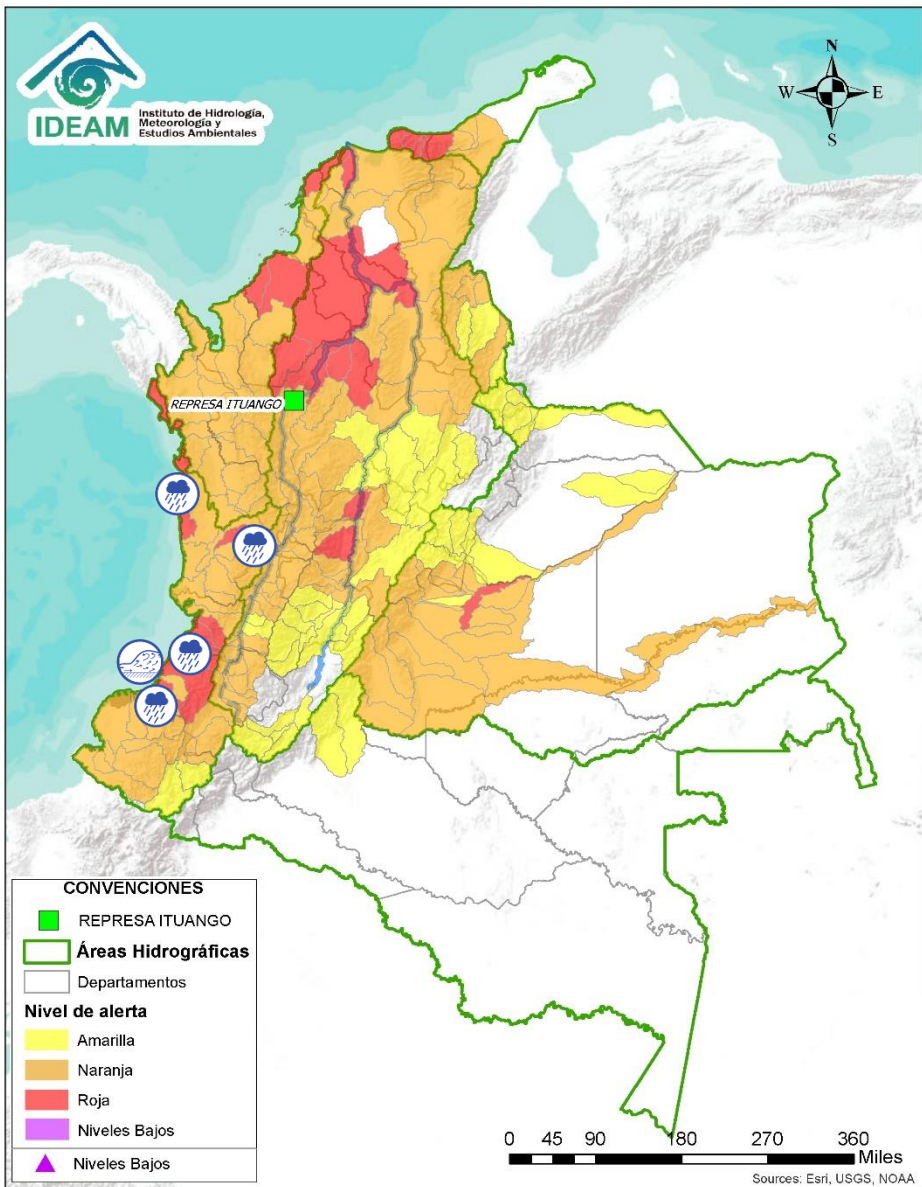 IDEAM
Instituto de Hidrología,
Meteorología y
Estudios Ambientales
N
W
E
S
REPRESA ITUANGO
CONVENCIONES
REPRESA ITUANGO
Áreas Hidrográficas
Departamentos
Nivel de alerta
Amarilla
Naranja
Roja
Niveles Bajos
Niveles Bajos
0 45 90 180 270 360
Miles
Sources: Esri, USGS, NOAA